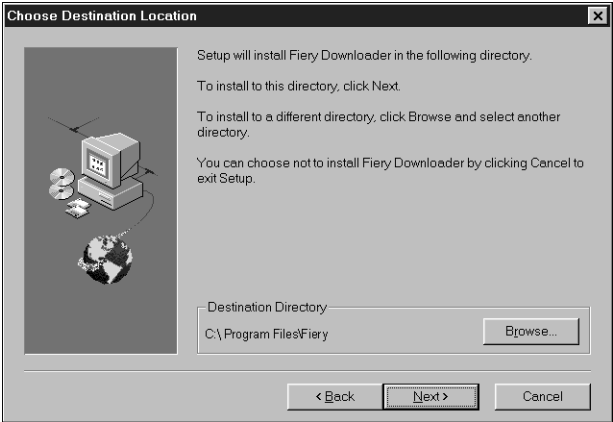 Choose Destination Location
Setup will install Fiery Downloader in the following directory.
To install to this directory, click Next.
To install to a different directory, click Browse and select another
directory.
You can choose not to install Fiery Downloader by clicking Cancel to
exit Setup.
Destination Directory
C:\Program Files\Fiery
Browse...
< Back
Next >
Cancel